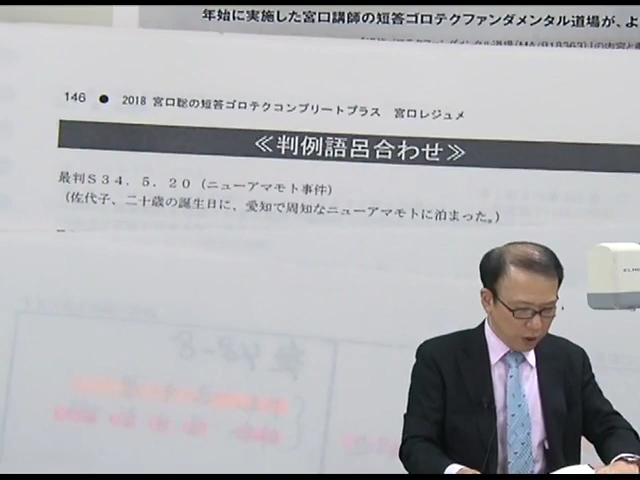 年始に実施した宮口講師の短答ゴロテクファンダメンタル道場が、よ
146 ● 2018 宮口聡の短答ゴロテクコンプリートプラス 宮口レジュメ
≪判例語呂合わせ≫
最判S34．5．20（ニューアマモト事件）
（佐代子、二十歳の誕生日に、愛知で周知なニューアマモトに泊まった。）
ELMO